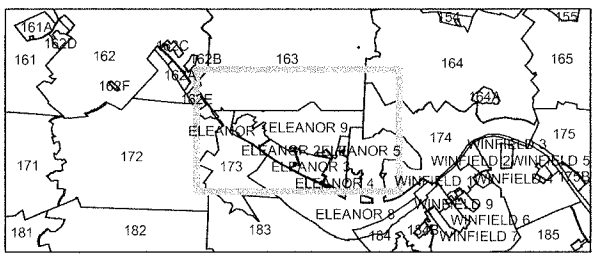 161A
154
155
162D
162C
161
162
162B
163
164
165
162A
162F
162E
164A
ELEANOR 1
ELEANOR 9
174
175
WINFIELD 3
171
172
173
ELEANOR 2
ELEANOR 5
WINFIELD 2
WINFIELD 5
ELEANOR 3
ELEANOR 4
WINFIELD 1
WINFIELD 4
175B
ELEANOR 8
WINFIELD 9
WINFIELD 6
181
182
183
184
184B
WINFIELD 7
185